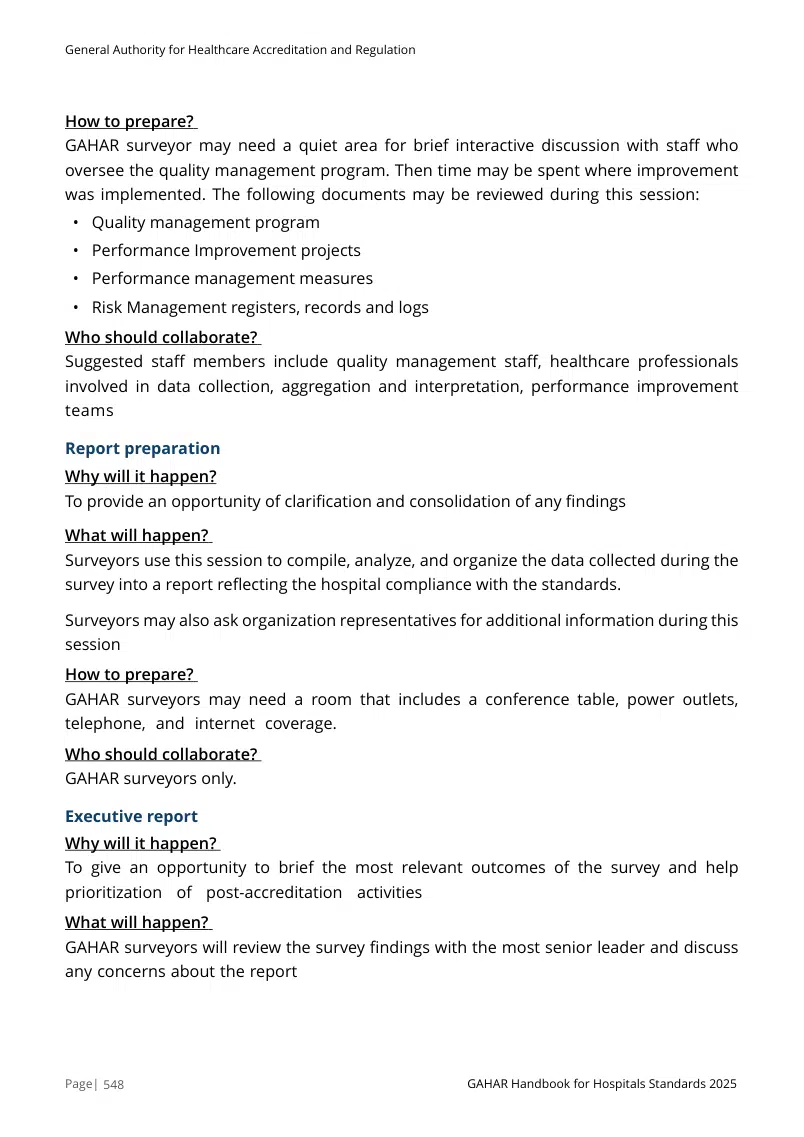 General Authority for Healthcare Accreditation and Regulation
How to prepare?
GAHAR surveyor may need a quiet area for brief interactive discussion with staff who
oversee the quality management program. Then time may be spent where improvement
was implemented. The following documents may be reviewed during this session:
• Quality management program
• Performance Improvement projects
• Performance management measures
• Risk Management registers, records and logs
Who should collaborate?
Suggested staff members include quality management staff, healthcare professionals
involved in data collection, aggregation and interpretation, performance improvement
teams
Report preparation
Why will it happen?
To provide an opportunity of clarification and consolidation of any findings
What will happen?
Surveyors use this session to compile, analyze, and organize the data collected during the
survey into a report reflecting the hospital compliance with the standards.
Surveyors may also ask organization representatives for additional information during this
session
How to prepare?
GAHAR surveyors may need a room that includes a conference table, power outlets,
telephone, and internet coverage.
Who should collaborate?
GAHAR surveyors only.
Executive report
Why will it happen?
To give an opportunity to brief the most relevant outcomes of the survey and help
prioritization of post-accreditation activities
What will happen?
GAHAR surveyors will review the survey findings with the most senior leader and discuss
any concerns about the report
Page| 548 GAHAR Handbook for Hospitals Standards 2025